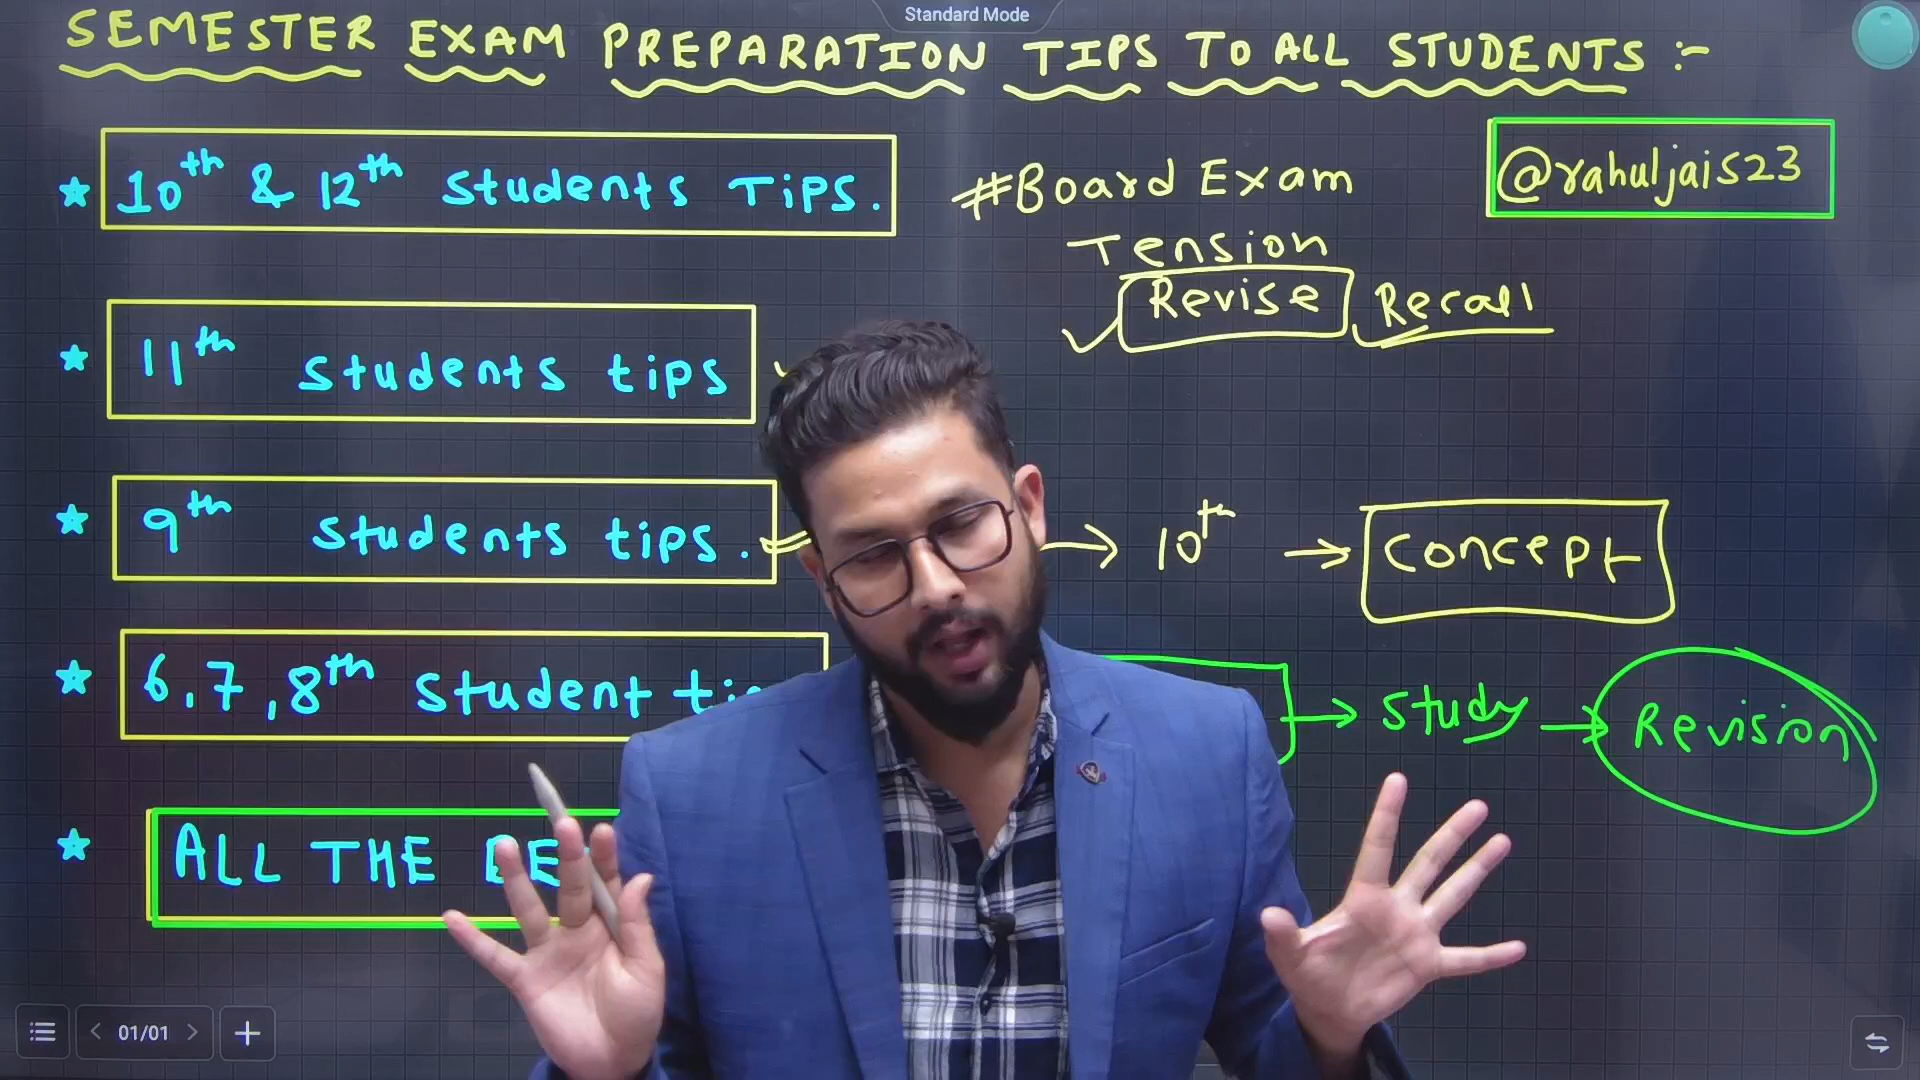 Standard Mode
SEMESTER EXAM PREPARATION TIPS TO ALL STUDENTS :-
10th & 12th Students Tips.
#Board Exam
@rahuljais23
Tension
Revise Recall
11th students tips
9th students tips.
→ 10th → Concept
6,7,8th student
→ Study → Revision
ALL THE
01/01